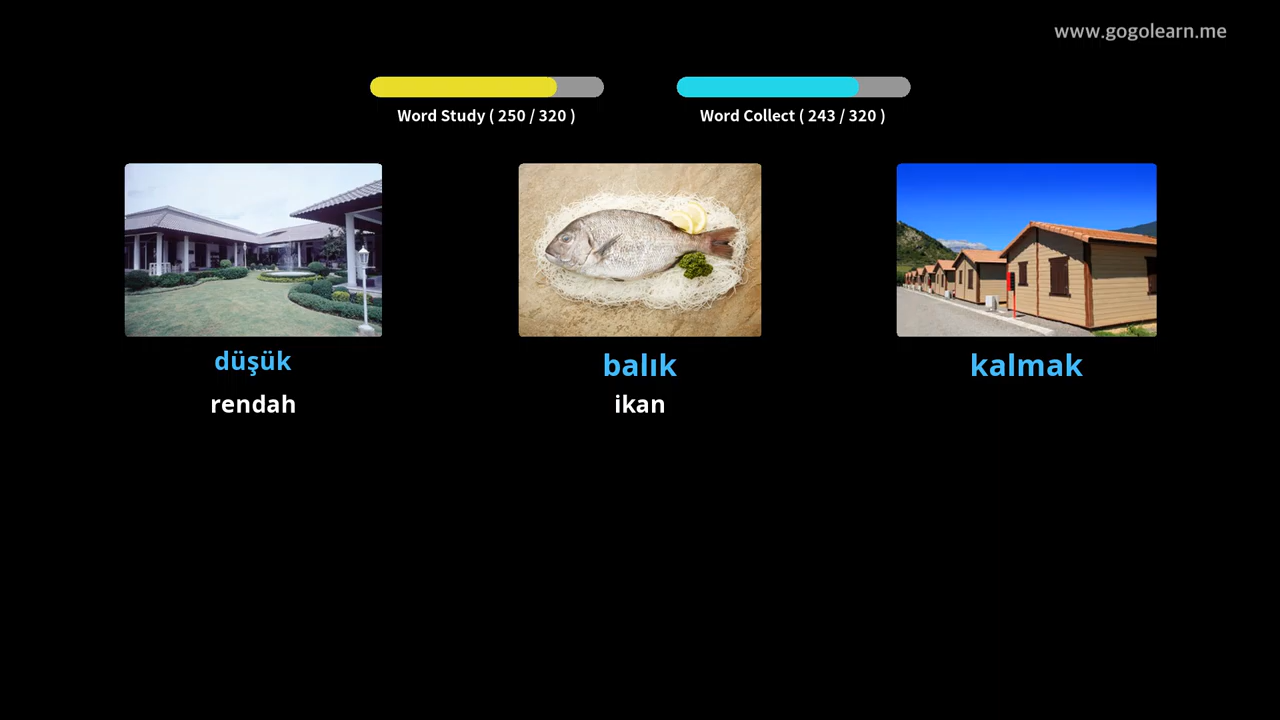 www.gogolearn.me
Word Study ( 250 / 320 )
Word Collect ( 243 / 320 )
düşük
balık
kalmak
rendah
ikan